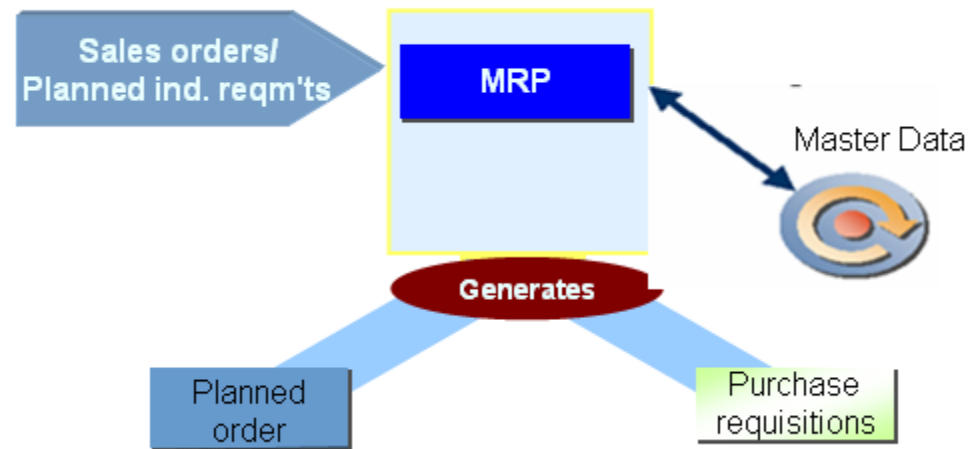 Sales orders/
Planned ind. reqm'ts
MRP
Master Data
Generates
Planned
order
Purchase
requisitions